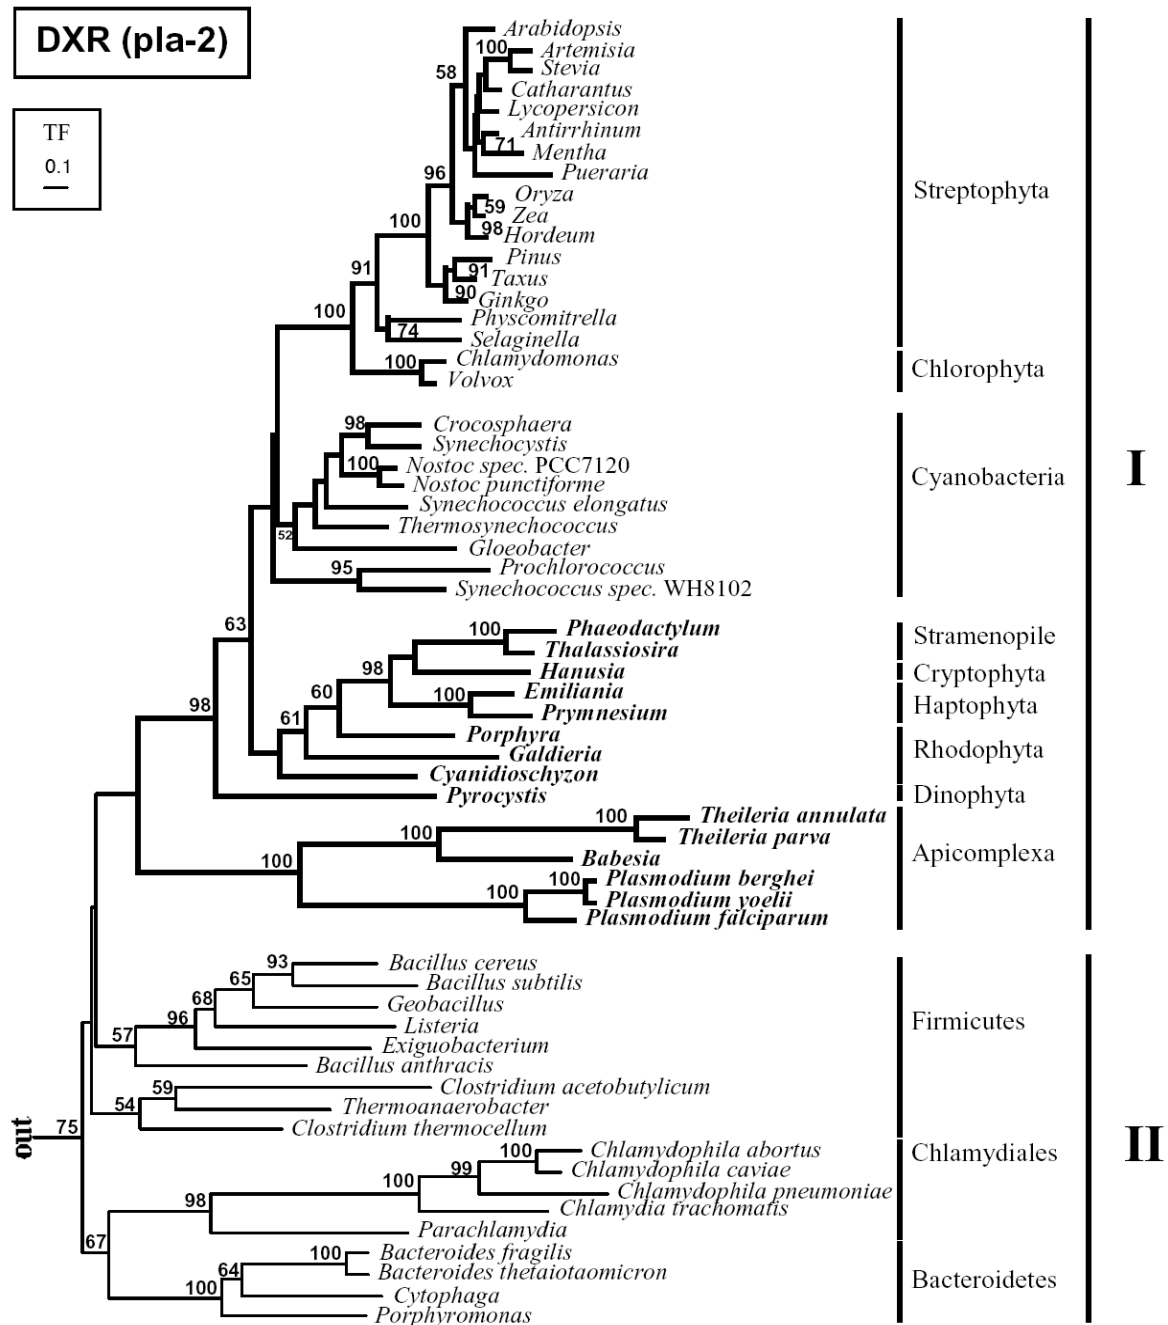 DXR (pla-2)
TF
0.1
Arabidopsis
100 Artemisia
Stevia
58
Catharantus
Lycopersicon
Antirrhinum
71
Mentha
Pueraria
96
Streptophyta
Oryza
59
Zea
98
Hordeum
100
Pinus
91
Taxus
91
90
Ginkgo
100
Physcomitrella
74
Selaginella
100 Chlamydomonas
Chlorophyta
Volvox
98 Crocosphaera
Synechocystis
100 Nostoc spec. PCC7120
Cyanobacteria
I
Nostoc punctiforme
Synechococcus elongatus
Thermosynechococcus
52
Gloeobacter
95 Prochlorococcus
Synechococcus spec. WH8102
63
100 Phaeodactylum
Stramenopile
Thalassiosira
98 Hanusia
Cryptophyta
60
100 Emiliania
Haptophyta
Prymnesium
98
61
Porphyra
Rhodophyta
Galdieria
Cyanidioschyzon
Pyrocystis
Dinophyta
100 Theileria annulata
100
Theileria parva
Apicomplexa
100
Babesia
100 Plasmodium berghei
100
Plasmodium yoelii
Plasmodium falciparum
93 Bacillus cereus
65
Bacillus subtilis
68
Geobacillus
96
Listeria
Firmicutes
57
Exiguobacterium
Bacillus anthracis
59
Clostridium acetobutylicum
54
Thermoanaerobacter
out
75
Clostridium thermocellum
100 Chlamydophila abortus
Chlamydiales
II
99
Chlamydophila caviae
100
Chlamydophila pneumoniae
98
Chlamydia trachomatis
Parachlamydia
67
100 Bacteroides fragilis
64
Bacteroides thetaiotaomicron
Bacteroidetes
100
Cytophaga
Porphyromonas